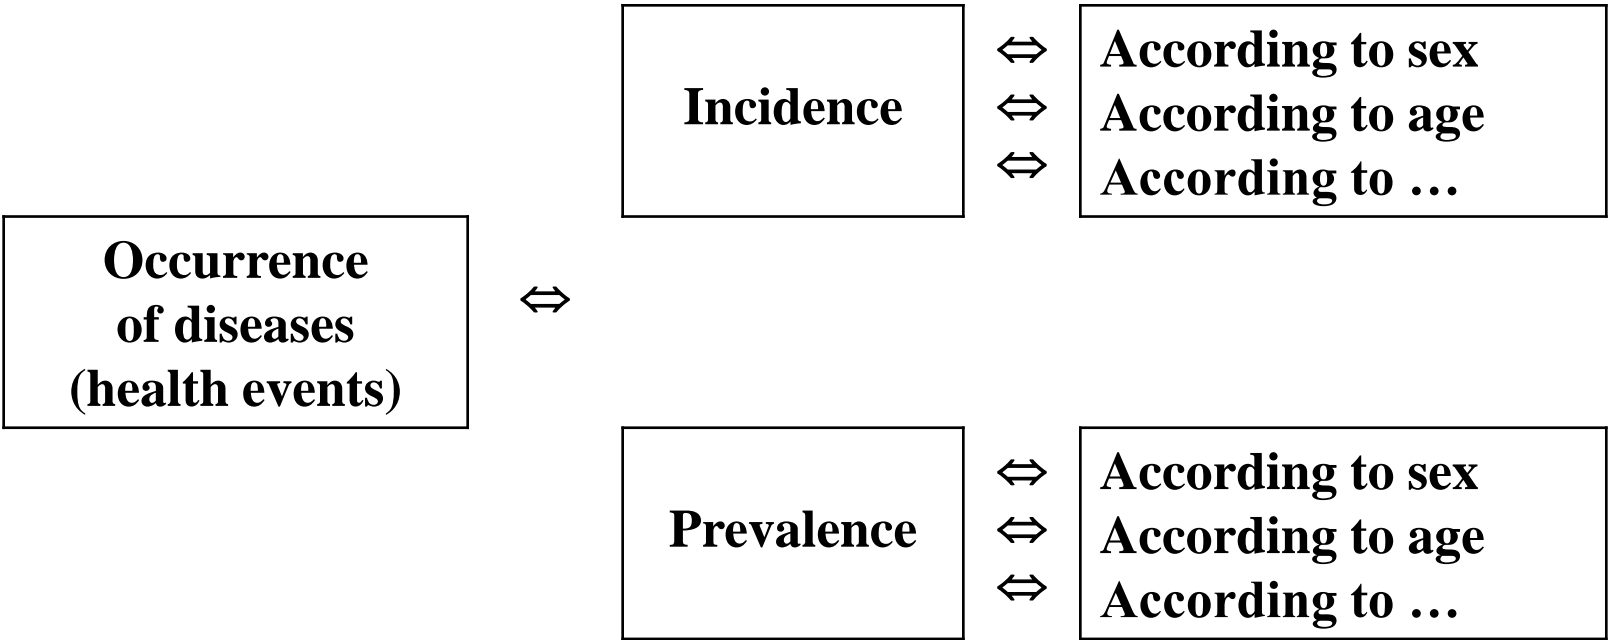 Occurrence
of diseases
(health events)
⇔
Incidence
⇔ According to sex
⇔ According to age
⇔ According to …
Prevalence
⇔ According to sex
⇔ According to age
⇔ According to …